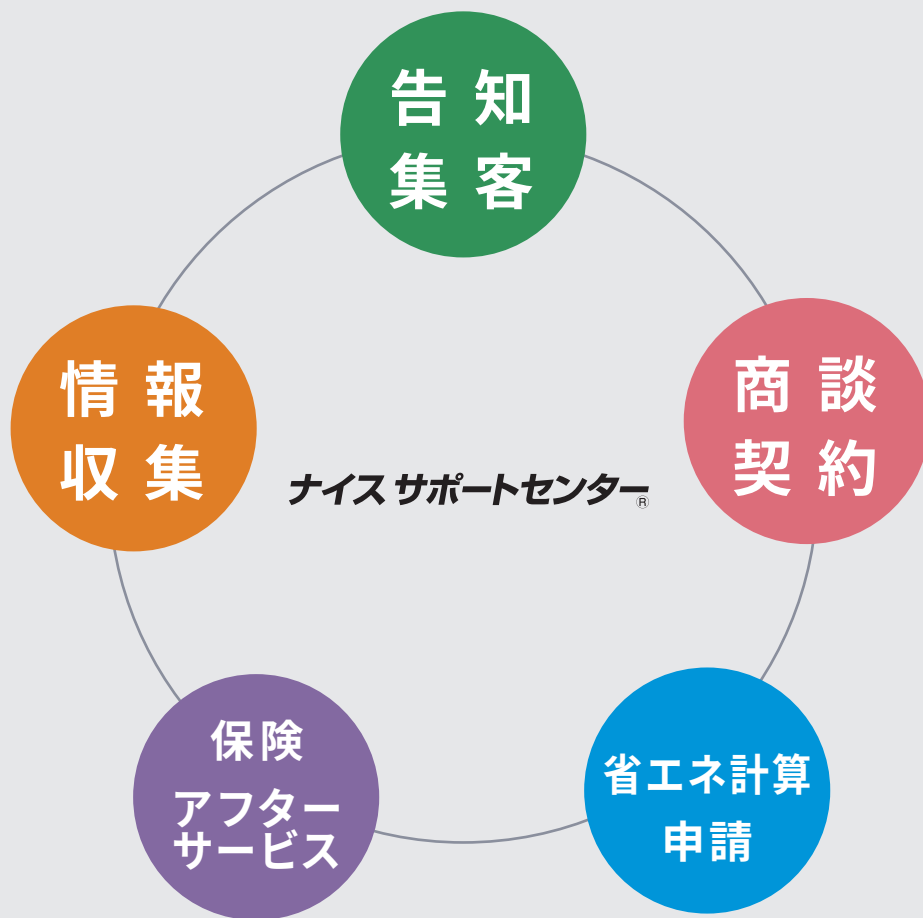 告知
集客
情報
収集
商談
契約
ナイス サポートセンター®
保険
アフター
サービス
省エネ計算
申請